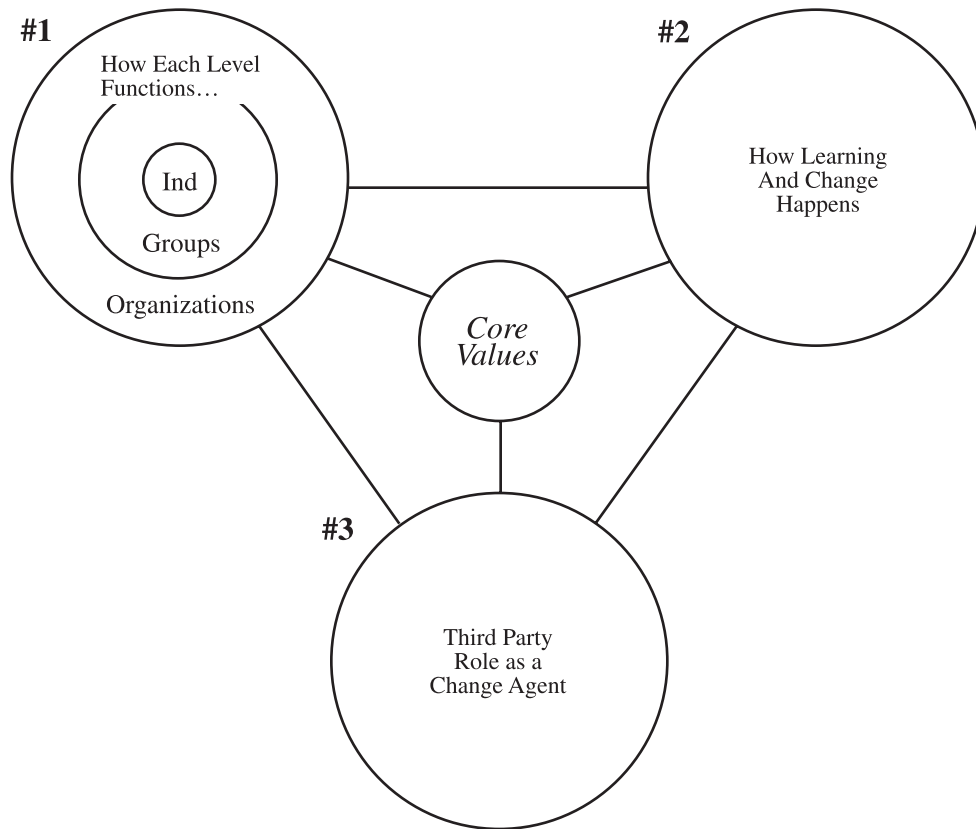 #1
How Each Level
Functions…
Ind
Groups
Organizations
#2
How Learning
And Change
Happens
Core
Values
#3
Third Party
Role as a
Change Agent